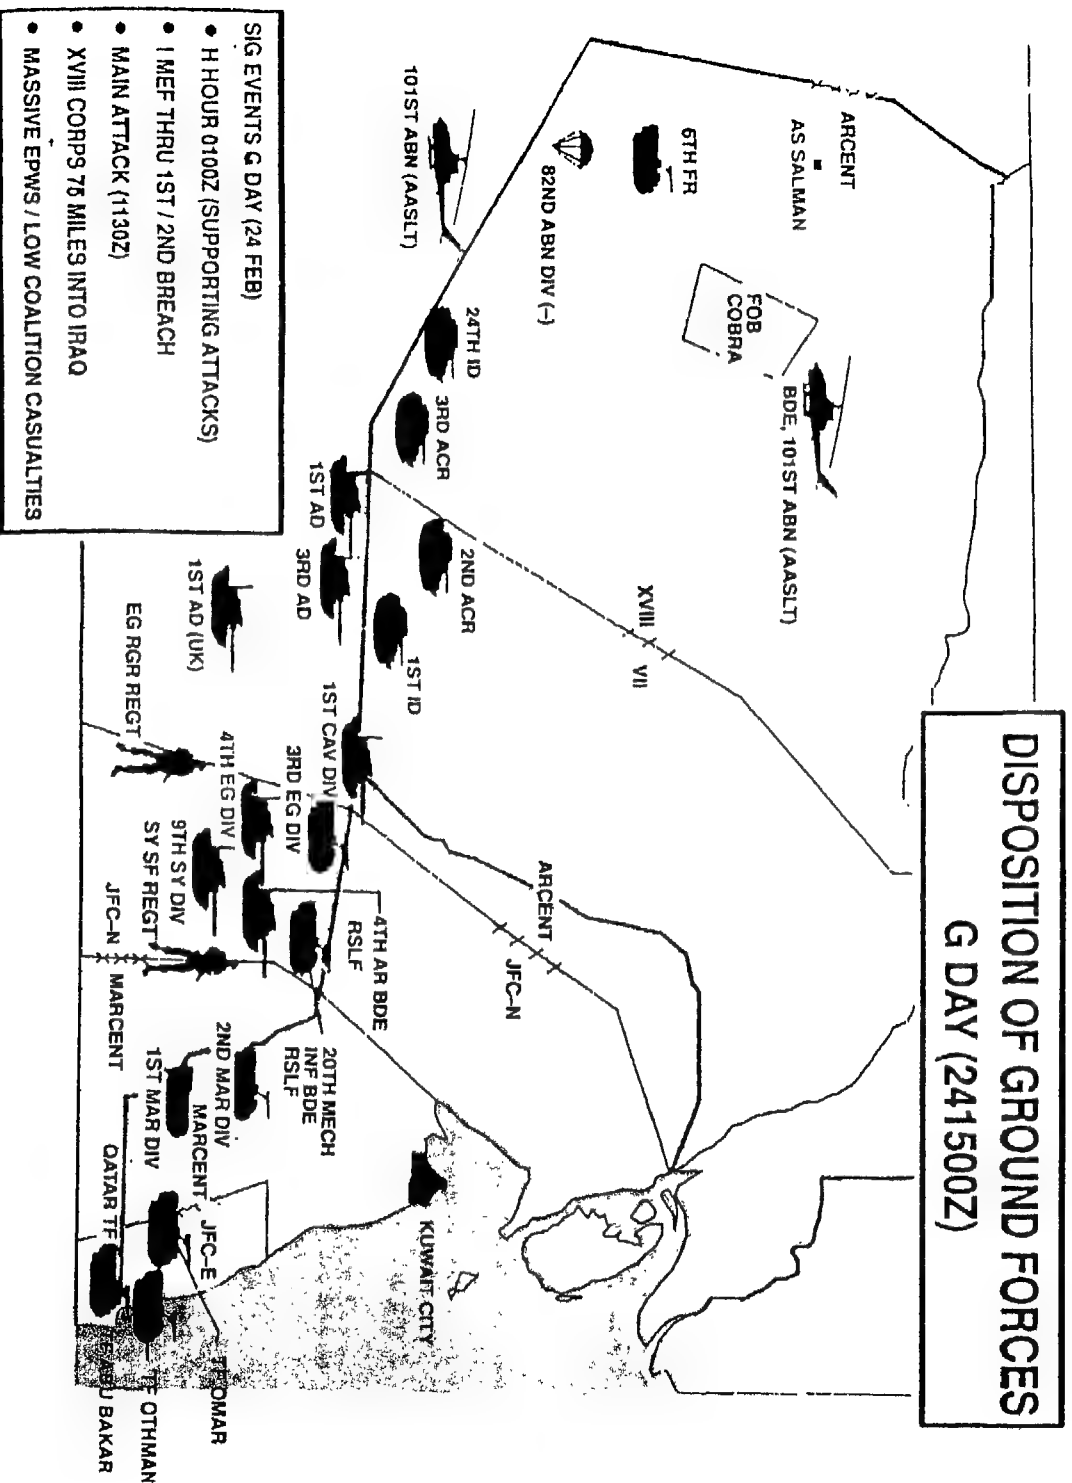 DISPOSITION OF GROUND FORCES
G DAY (241500Z)
ARCENT
AS SALMAN
6TH FR
82ND ABN DIV (–)
101ST ABN (AASLT)
FOB
COBRA
BDE, 101ST ABN (AASLT)
24TH ID
3RD ACR
1ST AD
3RD AD
2ND ACR
1ST ID
XVIII
VII
1ST AD (UK)
1ST CAV DIV
EG RGR REGT
4TH EG DIV
3RD EG DIV
9TH SY DIV
SY SF REGT
ARCENT
JFC–N
4TH AR BDE
RSLF
20TH MECH
INF BDE
RSLF
JFC–N
MARCENT
2ND MAR DIV
1ST MAR DIV
MARCENT
JFC–E
QATAR TF
KUWAIT CITY
TF OMAR
TF OTHMAN
ABU BAKAR
SIG EVENTS G DAY (24 FEB)
• H HOUR 0100Z (SUPPORTING ATTACKS)
• I MEF THRU 1ST / 2ND BREACH
• MAIN ATTACK (1130Z)
• XVIII CORPS 75 MILES INTO IRAQ
• MASSIVE EPWS / LOW COALITION CASUALTIES